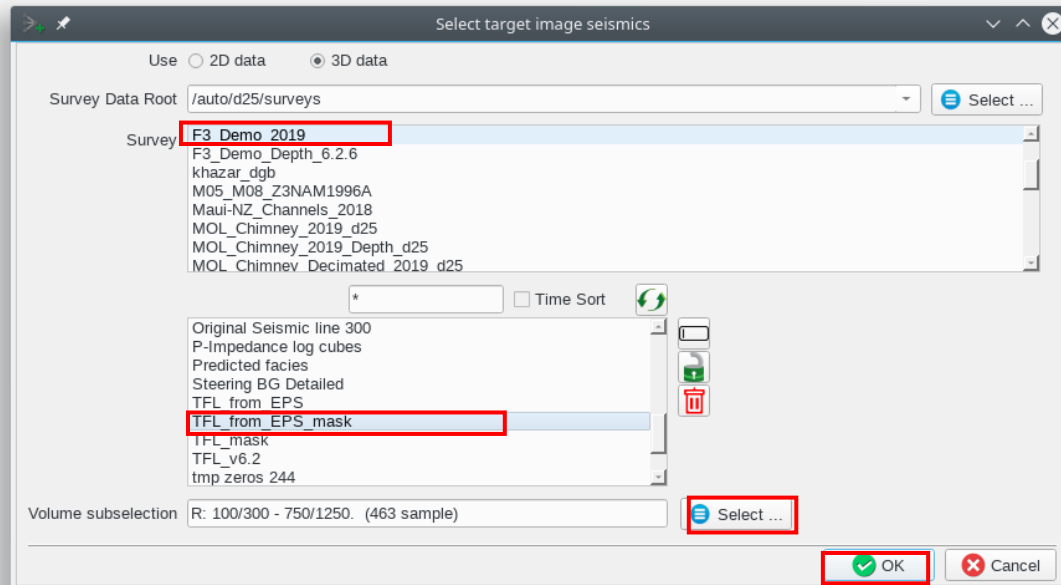 Select target image seismics
Use 2D data 3D data
Survey Data Root /auto/d25/surveys Select ...
Survey
F3_Demo_2019
F3_Demo_Depth_6.2.6
khazar_dgb
M05_M08_Z3NAM1996A
Maui-NZ_Channels_2018
MOL_Chimney_2019_d25
MOL_Chimney_2019_Depth_d25
MOL_Chimney_Decimated_2019_d25
* Time Sort
Original Seismic line 300
P-Impedance log cubes
Predicted facies
Steering BG Detailed
TFL_from_EPS
TFL_from_EPS_mask
TFL_mask
TFL_v6.2
tmp zeros 244
Volume subselection R: 100/300 - 750/1250. (463 sample) Select ...
OK Cancel